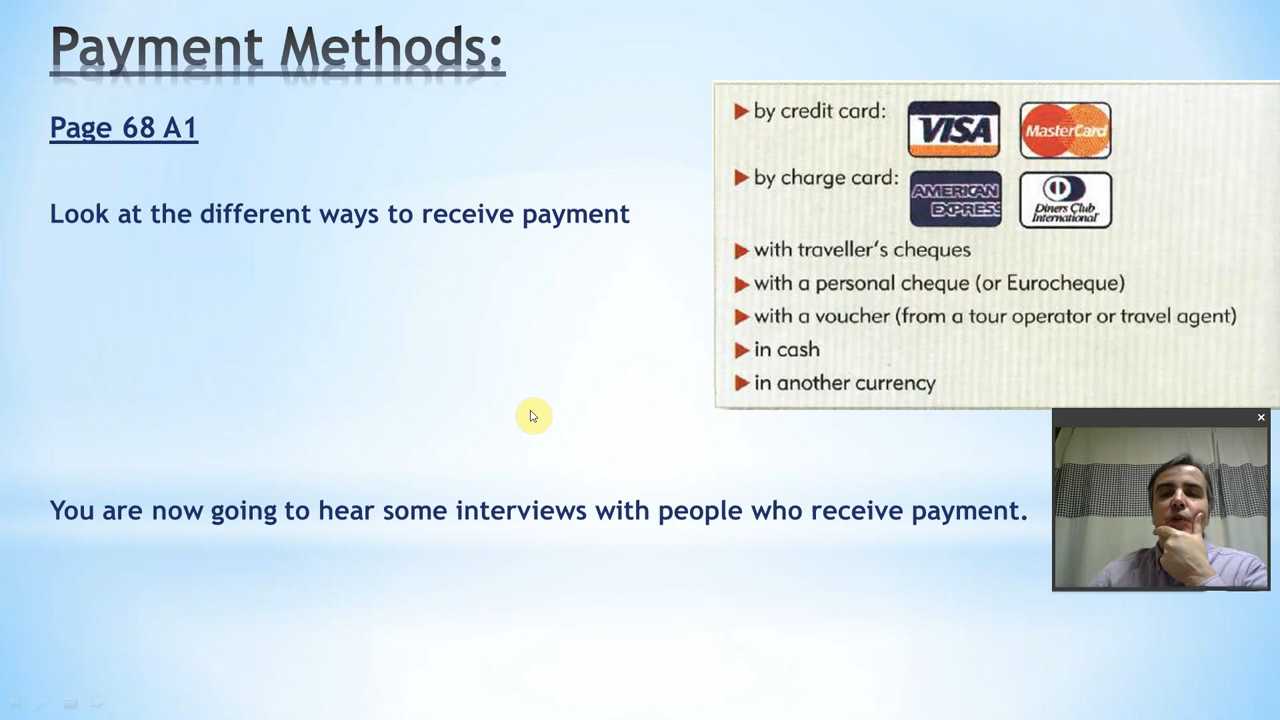 Payment Methods:
Page 68 A1
Look at the different ways to receive payment
by credit card:
VISA
MasterCard
by charge card:
AMERICAN
EXPRESS
Diners Club
International
with traveller's cheques
with a personal cheque (or Eurocheque)
with a voucher (from a tour operator or travel agent)
in cash
in another currency
You are now going to hear some interviews with people who receive payment.